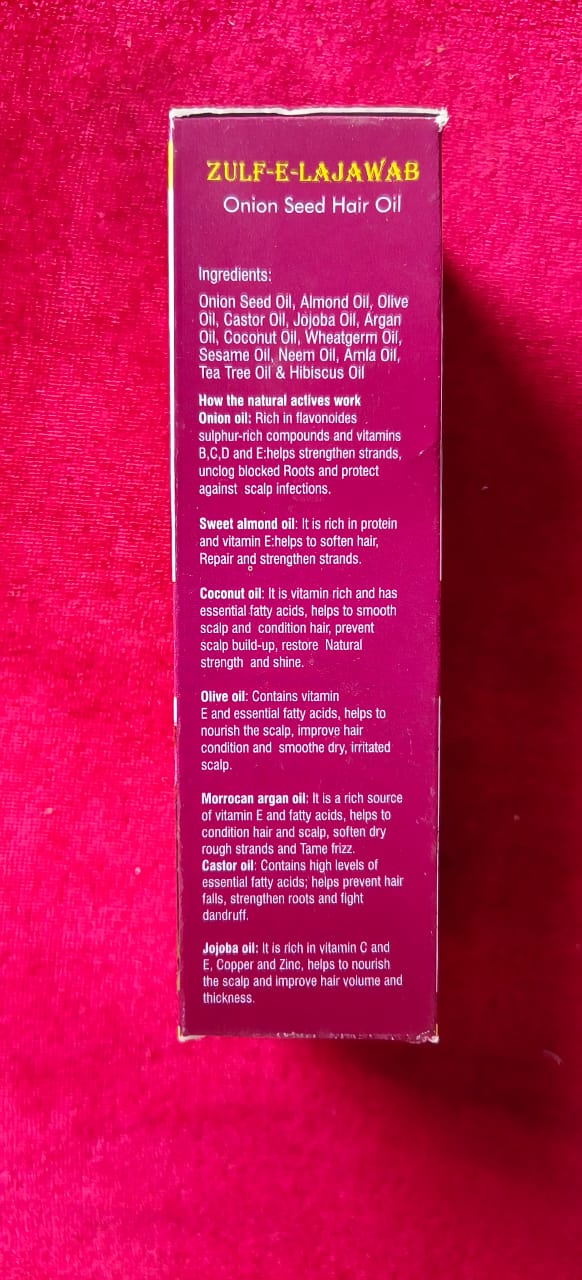 ZULF-E-LAJAWAB
Onion Seed Hair Oil
Ingredients:
Onion Seed Oil, Almond Oil, Olive
Oil, Castor Oil, Jojoba Oil, Argan
Oil, Coconut Oil, Wheatgerm Oil,
Sesame Oil, Neem Oil, Amla Oil,
Tea Tree Oil & Hibiscus Oil
How the natural actives work
Onion oil: Rich in flavonoides
sulphur-rich compounds and vitamins
B,C,D and E:helps strengthen strands,
unclog blocked Roots and protect
against scalp infections.
Sweet almond oil: It is rich in protein
and vitamin E:helps to soften hair,
Repair and strengthen strands.
Coconut oil: It is vitamin rich and has
essential fatty acids, helps to smooth
scalp and condition hair, prevent
scalp build-up, restore Natural
strength and shine.
Olive oil: Contains vitamin
E and essential fatty acids, helps to
nourish the scalp, improve hair
condition and smoothe dry, irritated
scalp.
Morrocan argan oil: It is a rich source
of vitamin E and fatty acids, helps to
condition hair and scalp, soften dry
rough strands and Tame frizz.
Castor oil: Contains high levels of
essential fatty acids; helps prevent hair
falls, strengthen roots and fight
dandruff.
Jojoba oil: It is rich in vitamin C and
E, Copper and Zinc, helps to nourish
the scalp and improve hair volume and
thickness.